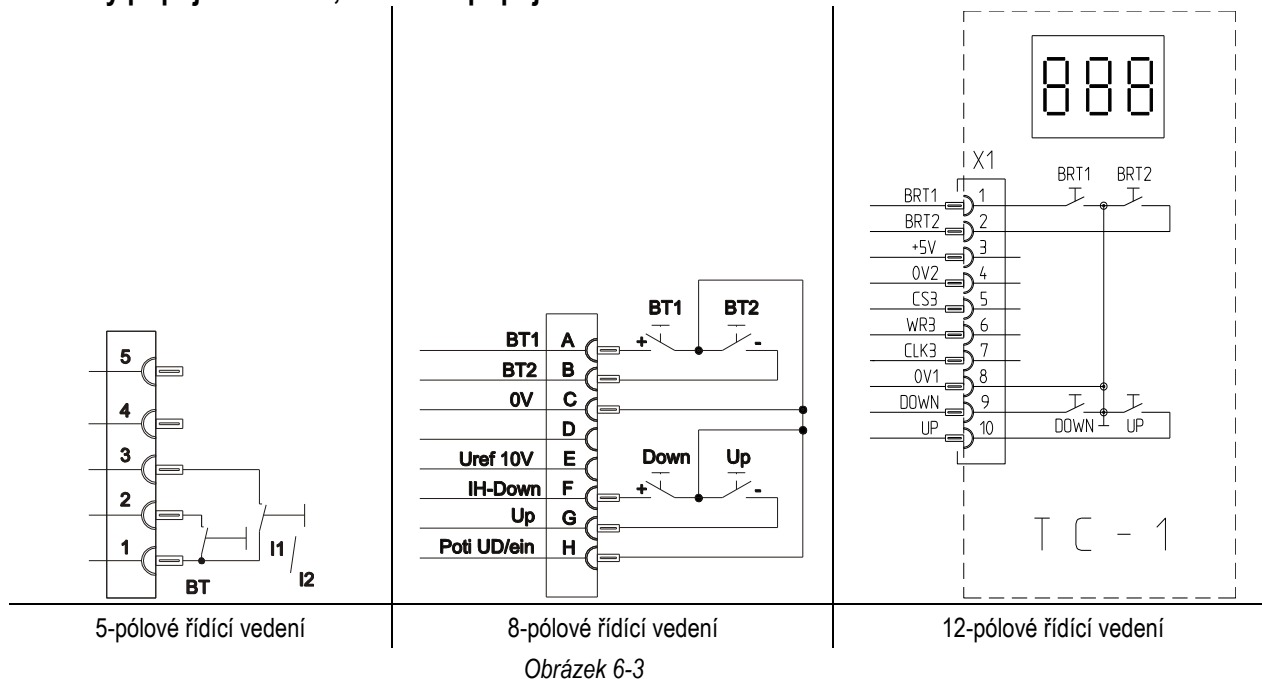 5
4
3
2
1
BT
I1
I2
BT1
BT2
BT1 A
BT2 B
0V C
D
Uref 10V E
IH-Down F
Up G
Poti UD/ein H
+
-
Down
Up
+
-
888
X1
BRT1
BRT2
BRT1 1
BRT2 2
+5V 3
0V2 4
CS3 5
WR3 6
CLK3 7
0V1 8
DOWN 9
UP 10
DOWN
UP
TC-1
5-pólové řídící vedení
8-pólové řídící vedení
12-pólové řídící vedení
Obrázek 6-3